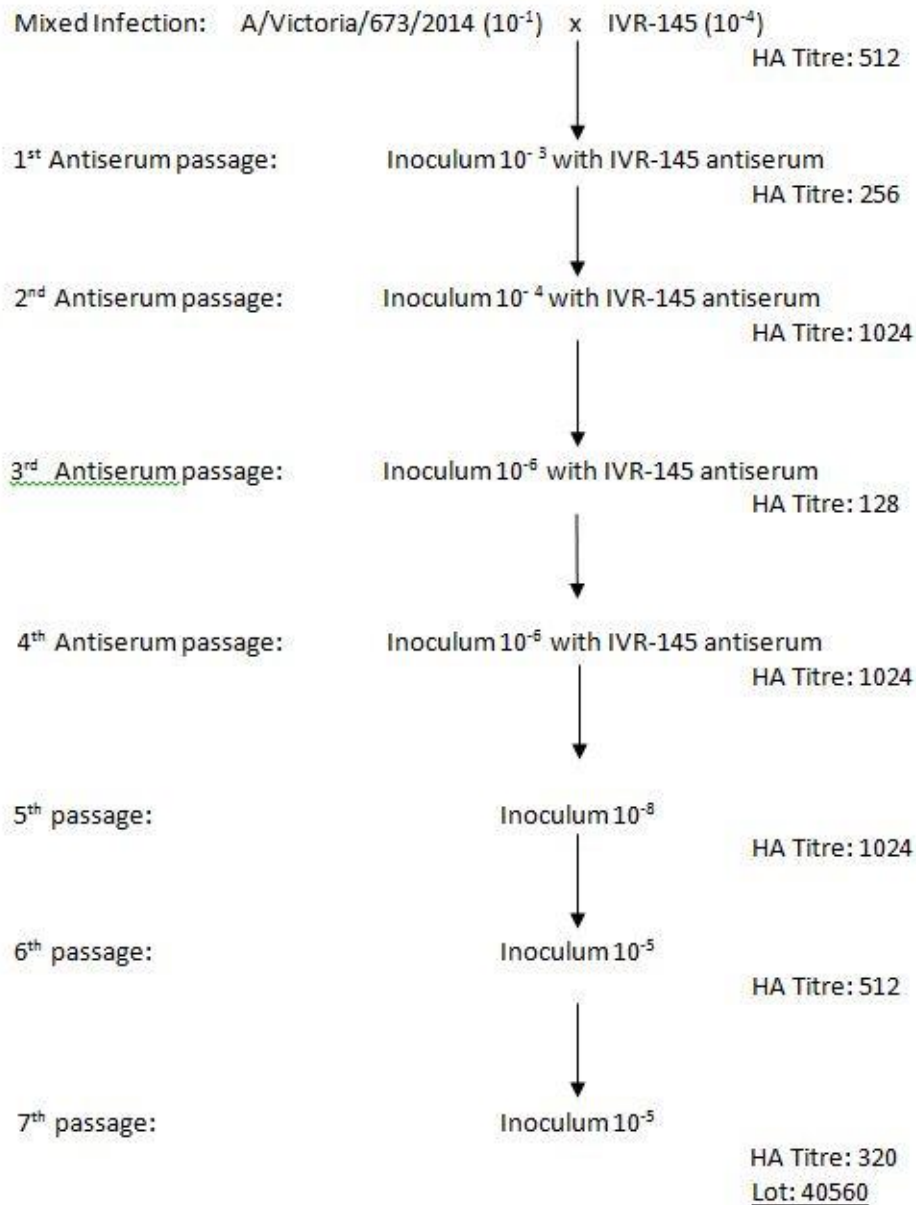 Mixed Infection: A/Victoria/673/2014 (10⁻¹) x IVR-145 (10⁻⁴)
HA Titre: 512
1ˢᵗ Antiserum passage: Inoculum 10⁻³ with IVR-145 antiserum
HA Titre: 256
2ⁿᵈ Antiserum passage: Inoculum 10⁻⁴ with IVR-145 antiserum
HA Titre: 1024
3ʳᵈ Antiserum passage: Inoculum 10⁻⁶ with IVR-145 antiserum
HA Titre: 128
4ᵗʰ Antiserum passage: Inoculum 10⁻⁶ with IVR-145 antiserum
HA Titre: 1024
5ᵗʰ passage: Inoculum 10⁻⁸
HA Titre: 1024
6ᵗʰ passage: Inoculum 10⁻⁵
HA Titre: 512
7ᵗʰ passage: Inoculum 10⁻⁵
HA Titre: 320
Lot: 40560